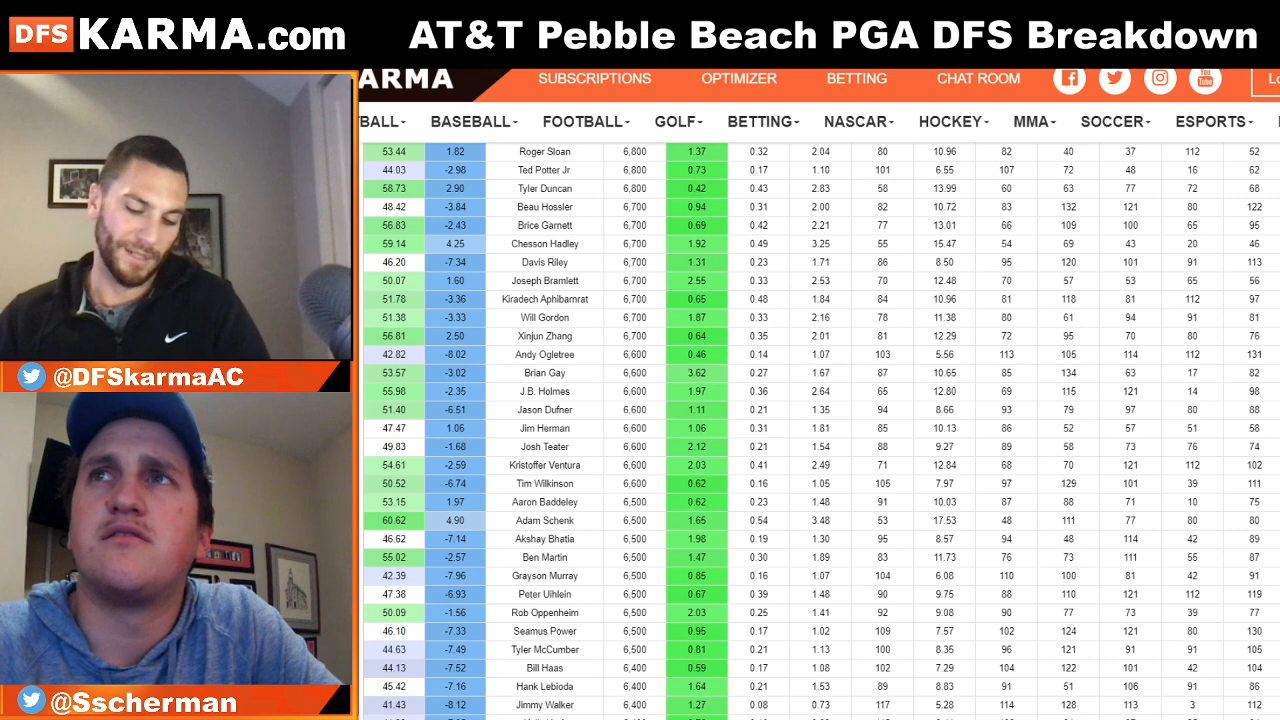 DFS KARMA.com AT&T Pebble Beach PGA DFS Breakdown
KARMA SUBSCRIPTIONS OPTIMIZER BETTING CHAT ROOM You Tube Lo
BALL BASEBALL FOOTBALL GOLF BETTING NASCAR HOCKEY MMA SOCCER ESPORTS
53.44 1.82 Roger Sloan 6,800 1.37 0.32 2.04 80 10.96 82 40 37 112 52
44.03 -2.98 Ted Potter Jr. 6,800 0.73 0.17 1.10 101 6.55 107 72 48 16 62
58.73 2.90 Tyler Duncan 6,800 0.42 0.43 2.83 58 13.99 60 63 77 72 68
48.42 -3.84 Beau Hossler 6,700 0.94 0.31 2.00 82 10.72 83 132 121 80 122
56.83 -2.43 Brice Garnett 6,700 0.69 0.42 2.21 77 13.01 66 109 100 65 95
59.14 4.25 Chesson Hadley 6,700 1.92 0.49 3.25 55 15.47 54 69 43 20 46
46.20 -7.34 Davis Riley 6,700 1.31 0.23 1.71 86 8.50 95 120 101 91 113
50.07 1.60 Joseph Bramlett 6,700 2.55 0.33 2.53 70 12.48 70 57 53 65 56
51.78 -3.36 Kiradech Aphibarnrat 6,700 0.65 0.48 1.84 84 10.96 81 118 81 112 97
51.38 -3.33 Will Gordon 6,700 1.87 0.33 2.16 78 11.38 80 61 94 91 81
56.81 2.50 Xinjun Zhang 6,700 0.64 0.35 2.01 81 12.29 72 95 70 80 76
42.82 -8.02 Andy Ogletree 6,600 0.46 0.14 1.07 103 5.56 113 105 114 112 131
53.57 -3.02 Brian Gay 6,600 3.62 0.27 1.67 87 10.65 85 134 63 17 82
55.98 -2.35 J.B. Holmes 6,600 1.97 0.36 2.64 65 12.80 69 115 121 14 98
51.40 -6.51 Jason Dufner 6,600 1.11 0.21 1.35 94 8.66 93 79 97 80 88
47.47 1.06 Jim Herman 6,600 1.06 0.31 1.81 85 10.13 86 52 57 51 58
49.83 -1.68 Josh Teater 6,600 2.12 0.21 1.54 88 9.27 89 58 73 76 74
54.61 -2.59 Kristoffer Ventura 6,600 2.03 0.41 2.49 71 12.84 68 70 121 112 102
50.52 -6.74 Tim Wilkinson 6,600 0.62 0.16 1.05 105 7.97 97 129 101 39 111
53.15 1.97 Aaron Baddeley 6,500 0.62 0.23 1.48 91 10.03 87 88 71 10 75
60.62 4.90 Adam Schenk 6,500 1.65 0.54 3.48 53 17.53 48 111 77 80 80
46.62 -7.14 Akshay Bhatia 6,500 1.98 0.19 1.30 95 8.57 94 48 114 42 89
55.02 -2.57 Ben Martin 6,500 1.47 0.30 1.89 83 11.73 76 73 111 55 87
42.39 -7.96 Grayson Murray 6,500 0.85 0.16 1.07 104 6.08 110 100 81 42 91
47.38 -6.93 Peter Uihlein 6,500 0.67 0.39 1.48 90 9.75 88 110 121 112 119
50.09 -1.56 Rob Oppenheim 6,500 2.03 0.25 1.41 92 9.08 90 77 73 39 77
46.10 -7.33 Seamus Power 6,500 0.95 0.17 1.02 109 7.57 102 124 121 80 130
44.63 -7.49 Tyler McCumber 6,500 0.81 0.21 1.13 100 8.35 96 121 91 91 105
44.13 -7.52 Bill Haas 6,400 0.59 0.17 1.08 102 7.29 104 122 101 42 104
45.42 -7.16 Hank Lebioda 6,400 1.64 0.21 1.53 89 8.83 91 51 106 91 86
41.43 -8.12 Jimmy Walker 6,400 1.27 0.08 0.73 117 5.28 114 128 113 3 112
@DFSkarmaAC
@Sscherman